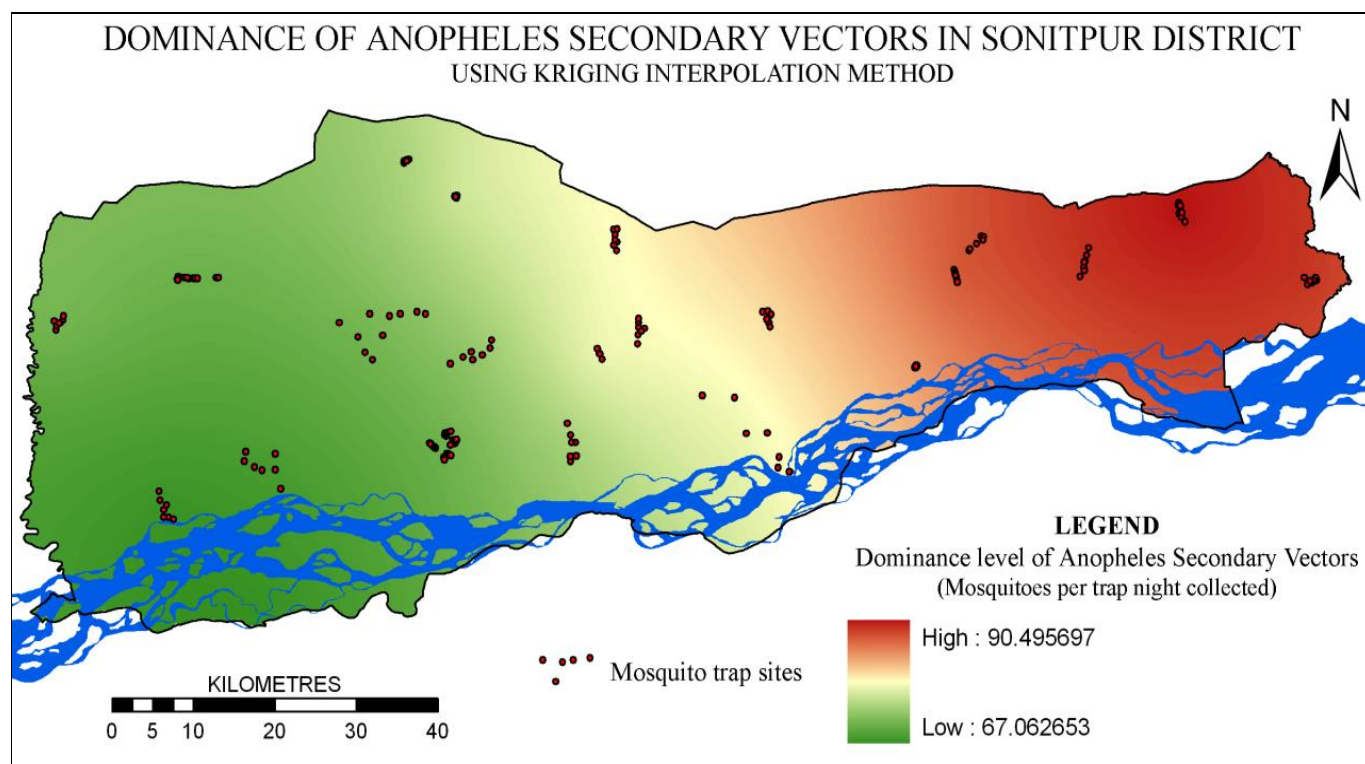 DOMINANCE OF ANOPHELES SECONDARY VECTORS IN SONITPUR DISTRICT
USING KRIGING INTERPOLATION METHOD
N
LEGEND
Dominance level of Anopheles Secondary Vectors
(Mosquitoes per trap night collected)
High : 90.495697
Low : 67.062653
Mosquito trap sites
KILOMETRES
0 5 10 20 30 40